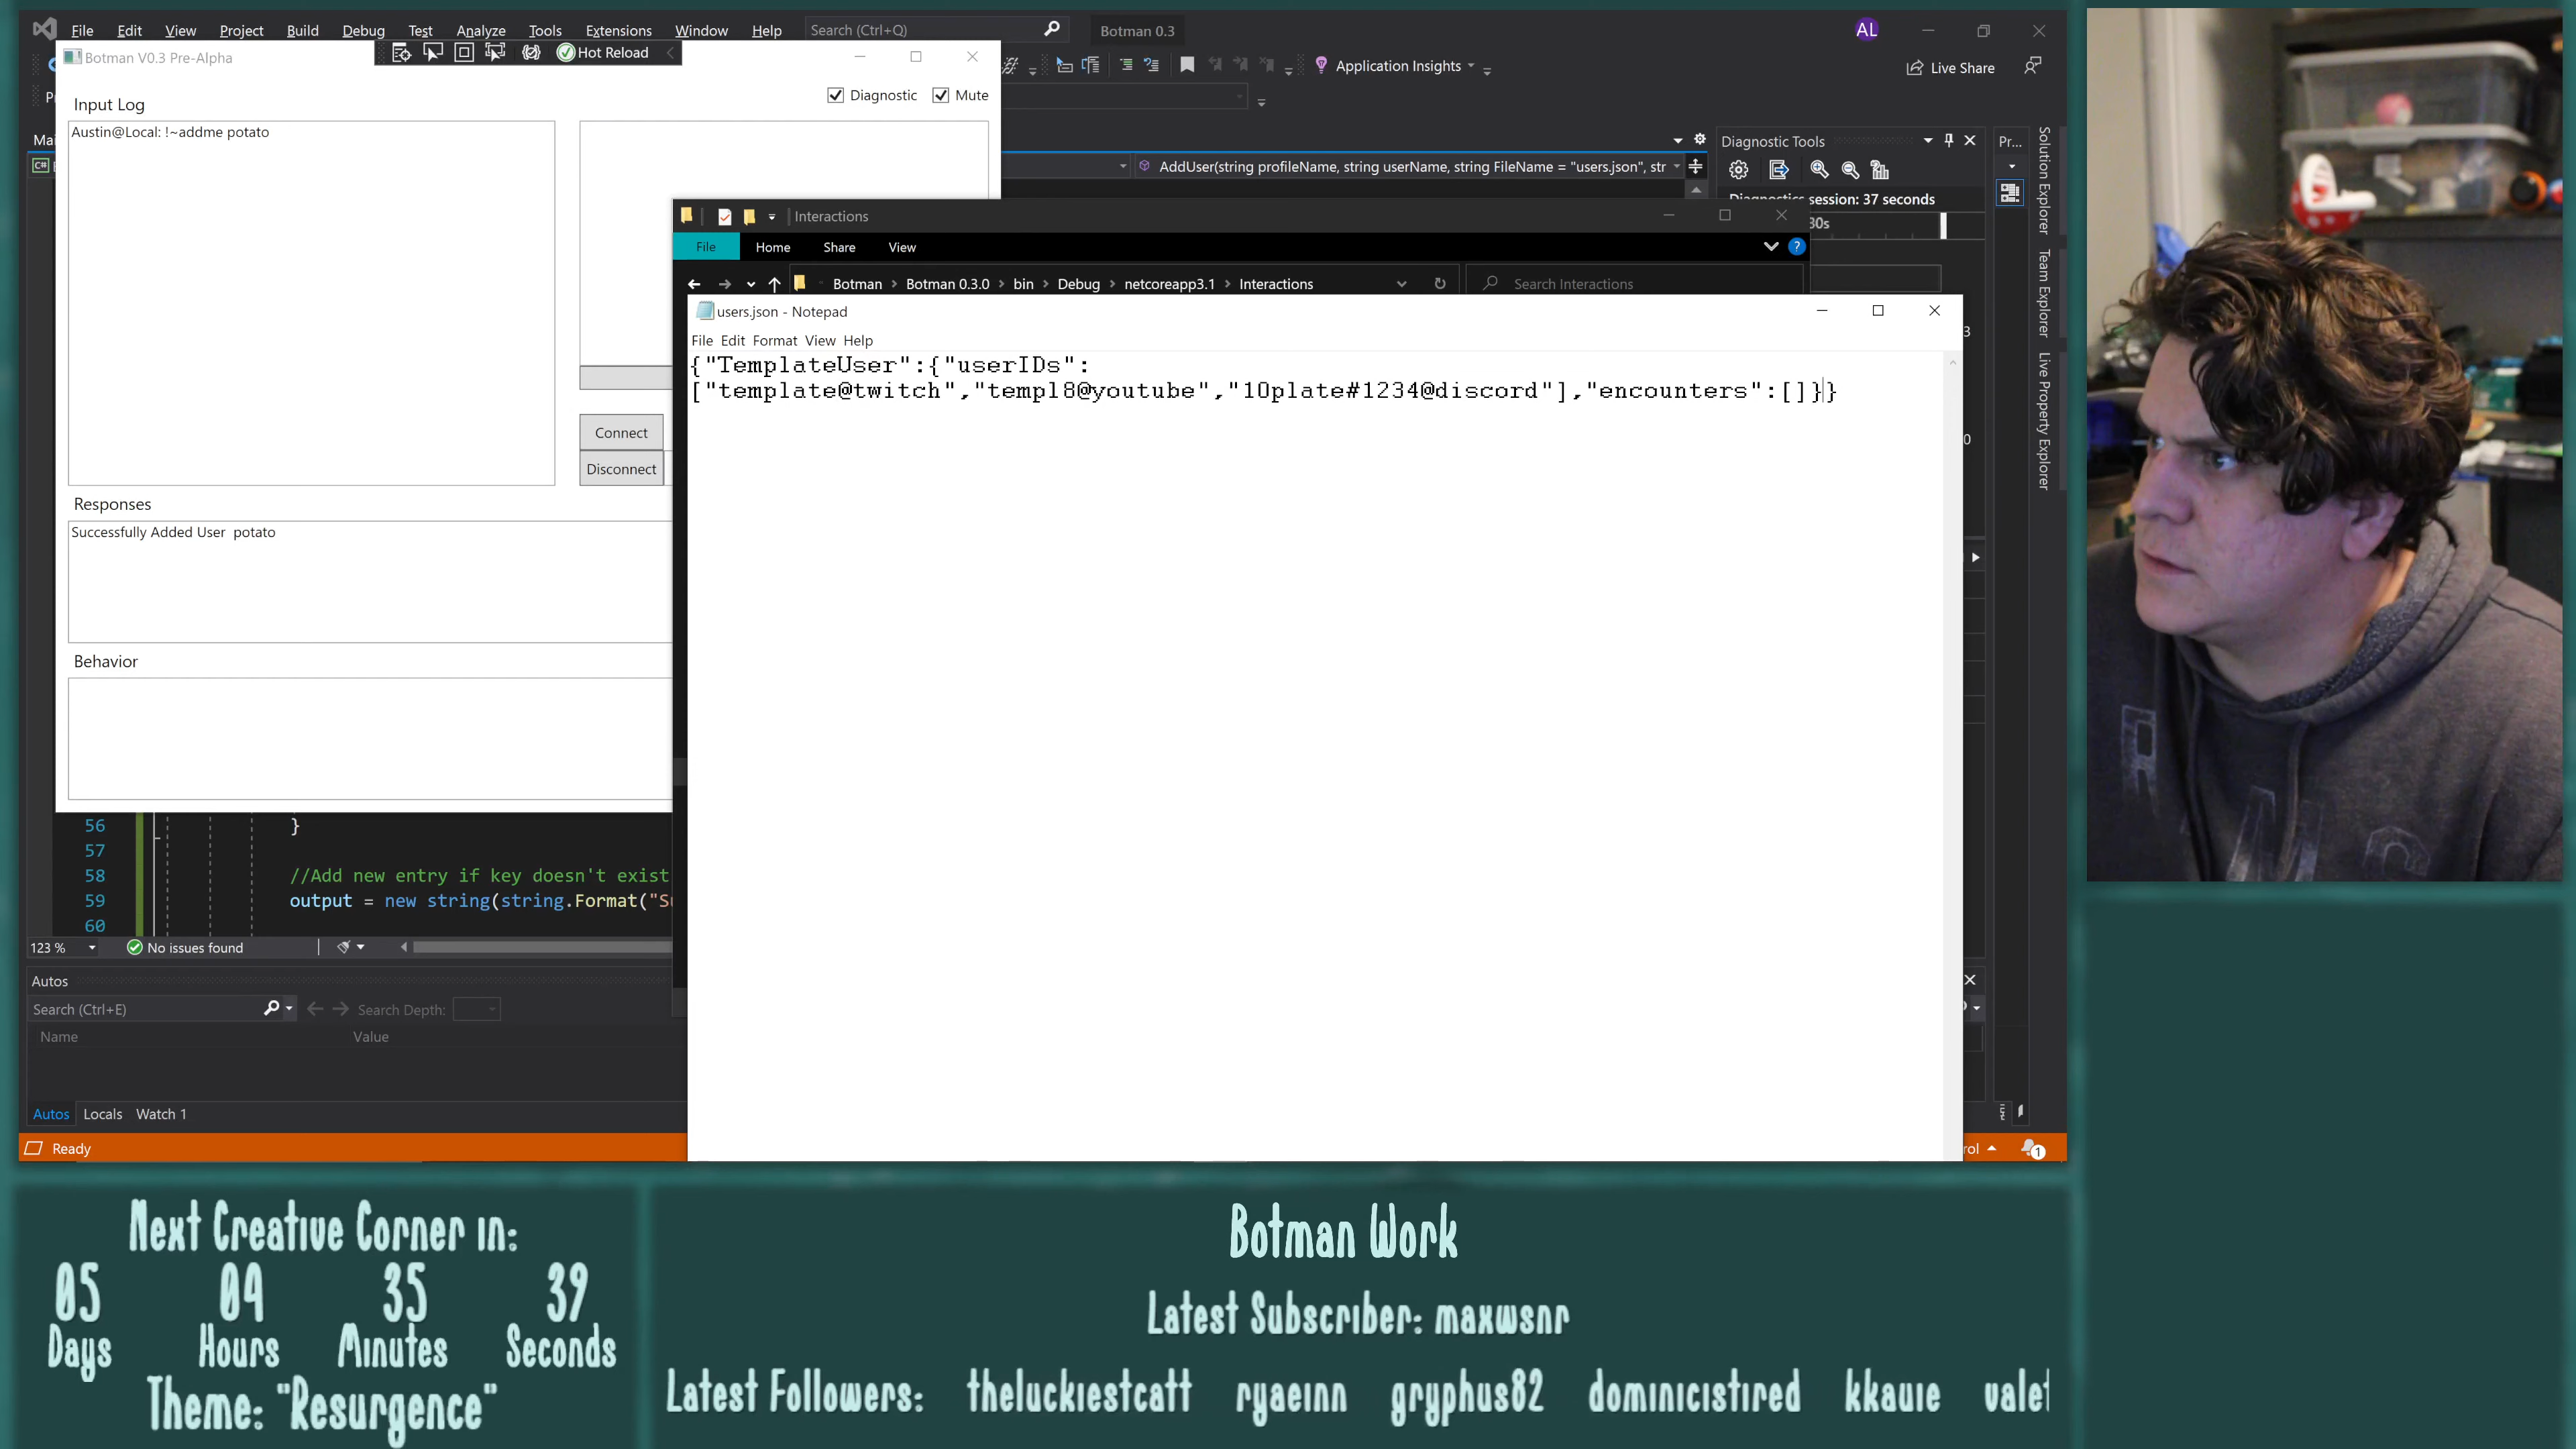 File Edit View Project Build Debug Test Analyze Tools Extensions Window Help Search (Ctrl+Q) Botman 0.3 AL
Botman V0.3 Pre-Alpha
Hot Reload
Application Insights
Live Share
Input Log
Diagnostic Mute
Austin@Local: !~addme potato
AddUser(string profileName, string userName, string FileName = "users.json", str
Diagnostic Tools
Pr...
session: 37 seconds
30s
Solution Explorer
Team Explorer
Live Property Explorer
Interactions
File Home Share View
Botman Botman 0.3.0 bin Debug netcoreapp3.1 Interactions
Search Interactions
users.json - Notepad
File Edit Format View Help
{"TemplateUser":{"userIDs":
["template@twitch","templ8@youtube","10plate#1234@discord"],"encounters":[]}}
Connect
Disconnect
Responses
Successfully Added User potato
Behavior
56 }
57
58 //Add new entry if key doesn't exist
59 output = new string(string.Format("S
60
123 % No issues found
Autos
Search (Ctrl+E) Search Depth:
Name Value
Autos Locals Watch 1
Ready
rol 1
Next Creative Corner in:
05 04 35 39
Days Hours Minutes Seconds
Theme: "Resurgence"
Botman Work
Latest Subscriber: maxwsnr
Latest Followers: theluckiestcatt ryaeinn gryphus82 dominicistired kkauie valet